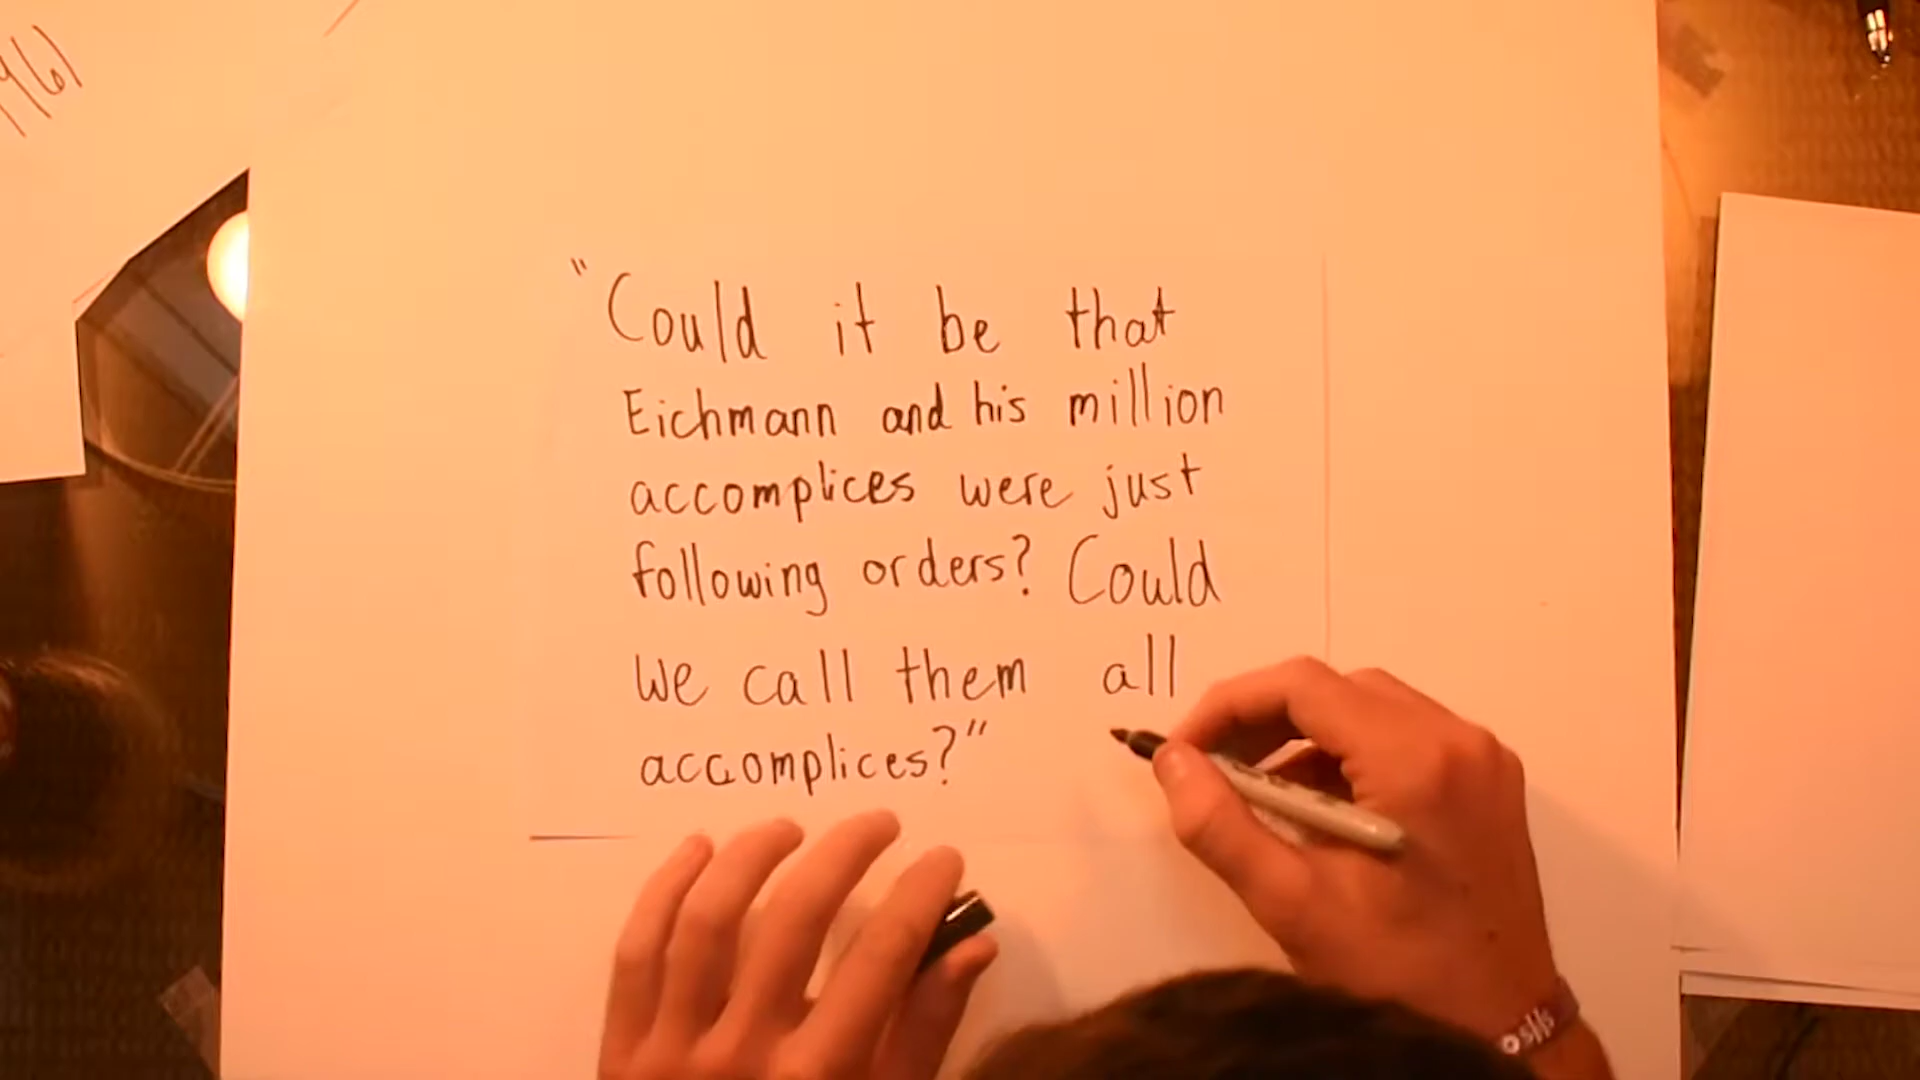 1961
"Could it be that
Eichmann and his million
accomplices were just
following orders? Could
we call them all
accomplices?"